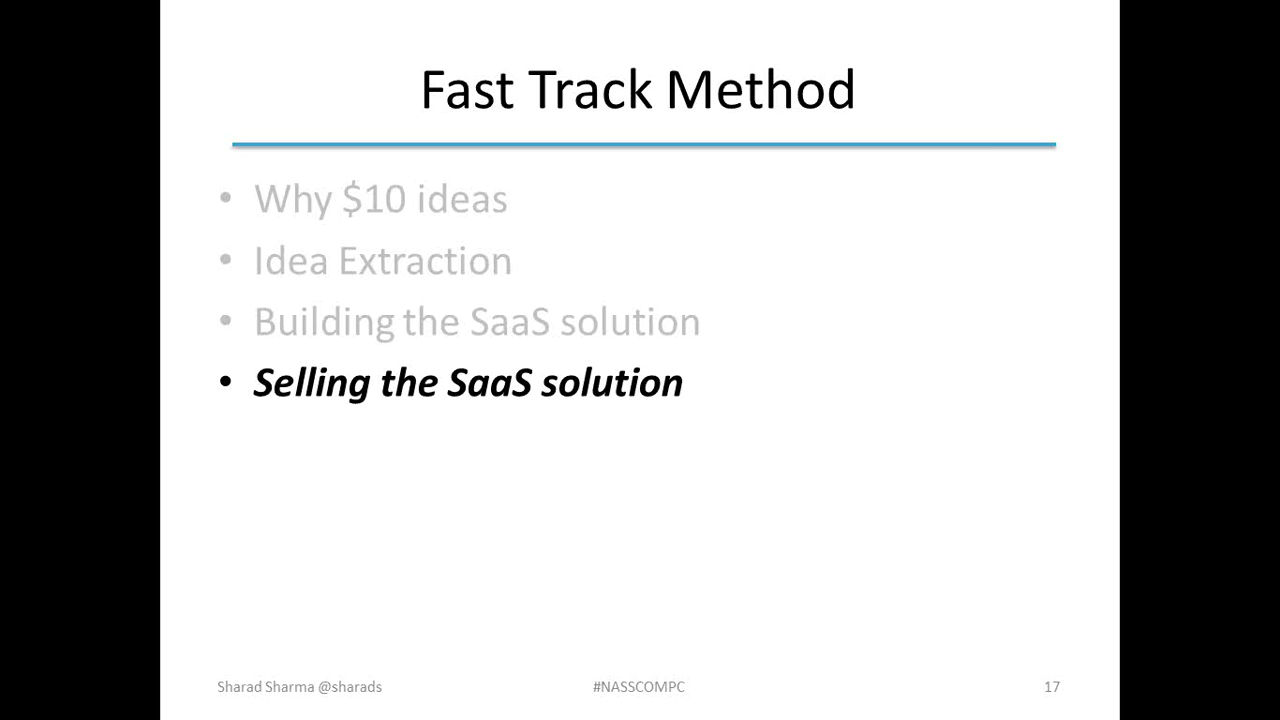 Fast Track Method
• Why $10 ideas
• Idea Extraction
• Building the SaaS solution
• Selling the SaaS solution
Sharad Sharma @sharads #NASSCOMPC 17